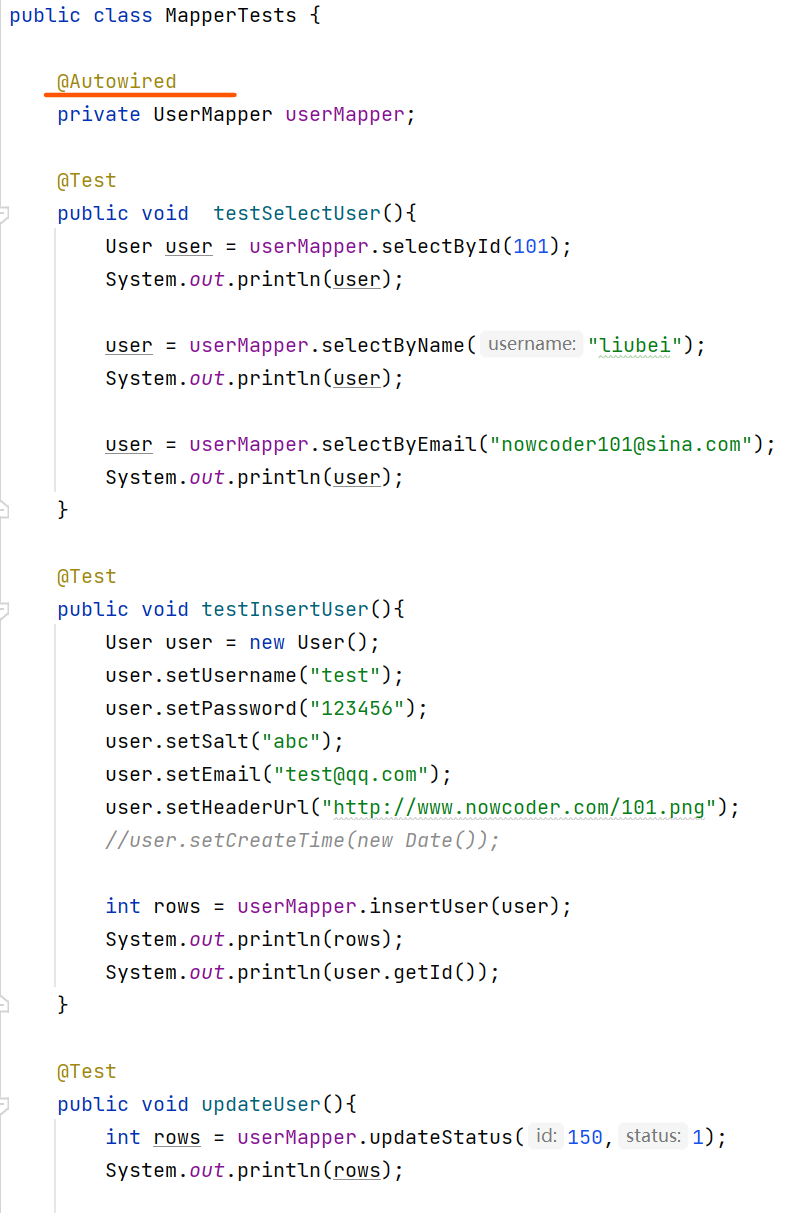 public class MapperTests {
@Autowired
private UserMapper userMapper;
@Test
public void  testSelectUser(){
User user = userMapper.selectById(101);
System.out.println(user);
user = userMapper.selectByName( username: "liubei");
System.out.println(user);
user = userMapper.selectByEmail("nowcoder101@sina.com");
System.out.println(user);
}
@Test
public void testInsertUser(){
User user = new User();
user.setUsername("test");
user.setPassword("123456");
user.setSalt("abc");
user.setEmail("test@qq.com");
user.setHeaderUrl("http://www.nowcoder.com/101.png");
//user.setCreateTime(new Date());
int rows = userMapper.insertUser(user);
System.out.println(rows);
System.out.println(user.getId());
}
@Test
public void updateUser(){
int rows = userMapper.updateStatus( id: 150, status: 1);
System.out.println(rows);